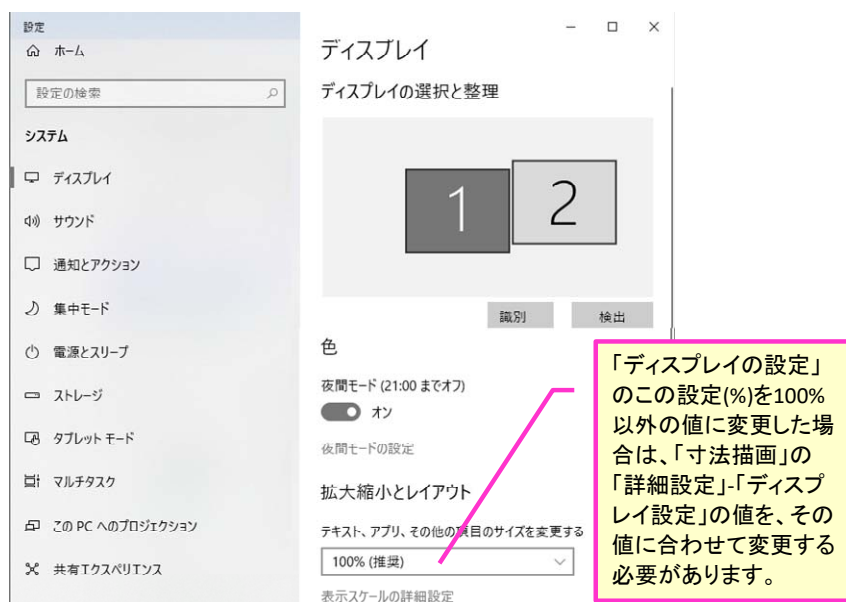 設定
ホーム
設定の検索
システム
ディスプレイ
サウンド
通知とアクション
集中モード
電源とスリープ
ストレージ
タブレット モード
マルチタスク
この PC へのプロジェクション
共有エクスペリエンス
ディスプレイ
ディスプレイの選択と整理
1
2
識別
検出
色
夜間モード (21:00 までオフ)
オン
夜間モードの設定
拡大縮小とレイアウト
テキスト、アプリ、その他の項目のサイズを変更する
100% (推奨)
表示スケールの詳細設定
「ディスプレイの設定」
のこの設定(%)を100%
以外の値に変更した場
合は、「寸法描画」の
「詳細設定」-「ディスプ
レイ設定」の値を、その
値に合わせて変更する
必要があります。